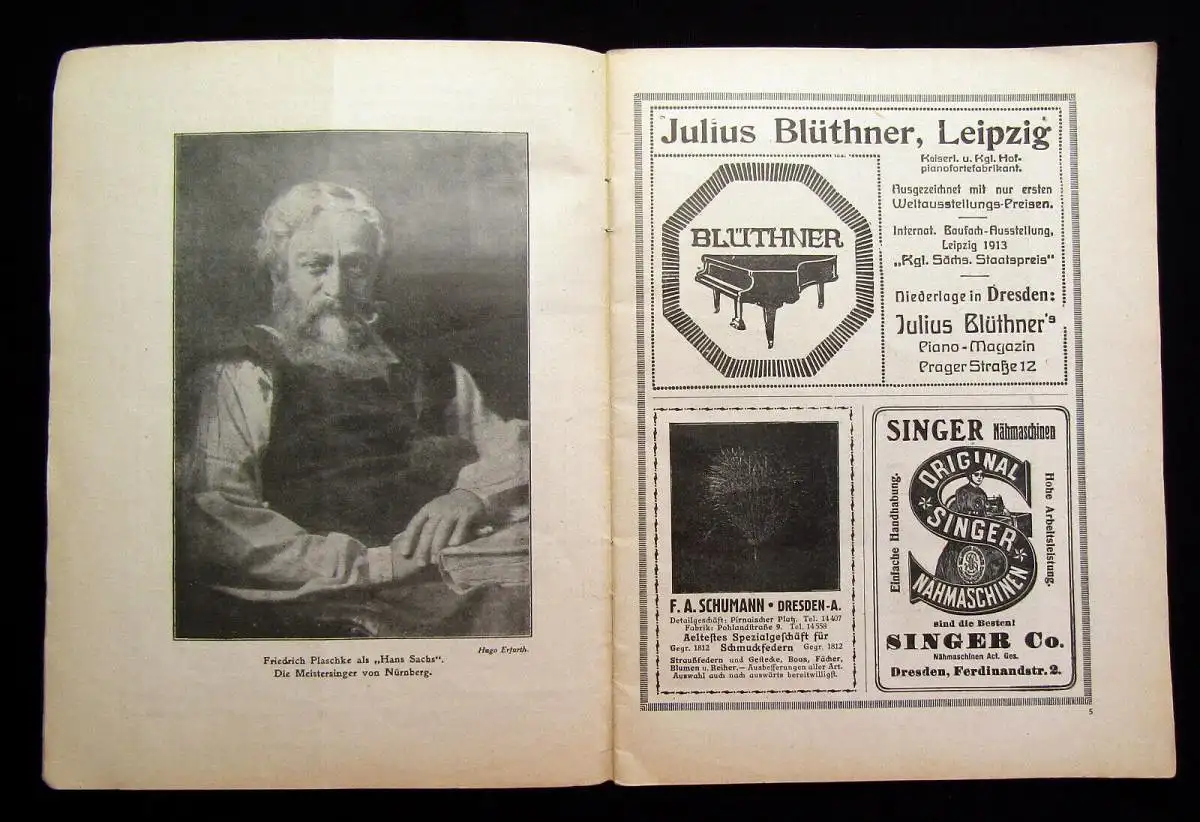 Hugo Erfurth.
Friedrich Plaschke als „Hans Sachs“.
Die Meistersinger von Nürnberg.
Julius Blüthner, Leipzig
BLÜTHNER
Kaiserl. u. Kgl. Hof-
pianofortefabrikant.
Ausgezeichnet mit nur ersten
Weltausstellungs-Preisen.
Internat. Baufach-Ausstellung,
Leipzig 1913
„Kgl. Sächs. Staatspreis“
Niederlage in Dresden:
Julius Blüthner's
Piano-Magazin
Prager Straße 12
F. A. SCHUMANN • DRESDEN-A.
Detailgeschäft: Pirnaischer Platz. Tel. 14407
Fabrik: Pohlandstraße 9. Tel. 14558
Aeltestes Spezialgeschäft für
Gegr. 1812 Schmuckfedern Gegr. 1812
Straußfedern und Gestecke, Boas, Fächer,
Blumen u. Reiher. — Ausbesserungen aller Art.
Auswahl auch nach auswärts bereitwilligst.
SINGER Nähmaschinen
Einfache Handhabung.
ORIGINAL
SINGER
NÄHMASCHINEN
Hohe Arbeitsleistung.
sind die Besten!
SINGER Co.
Nähmaschinen Act. Ges.
Dresden, Ferdinandstr. 2.
5